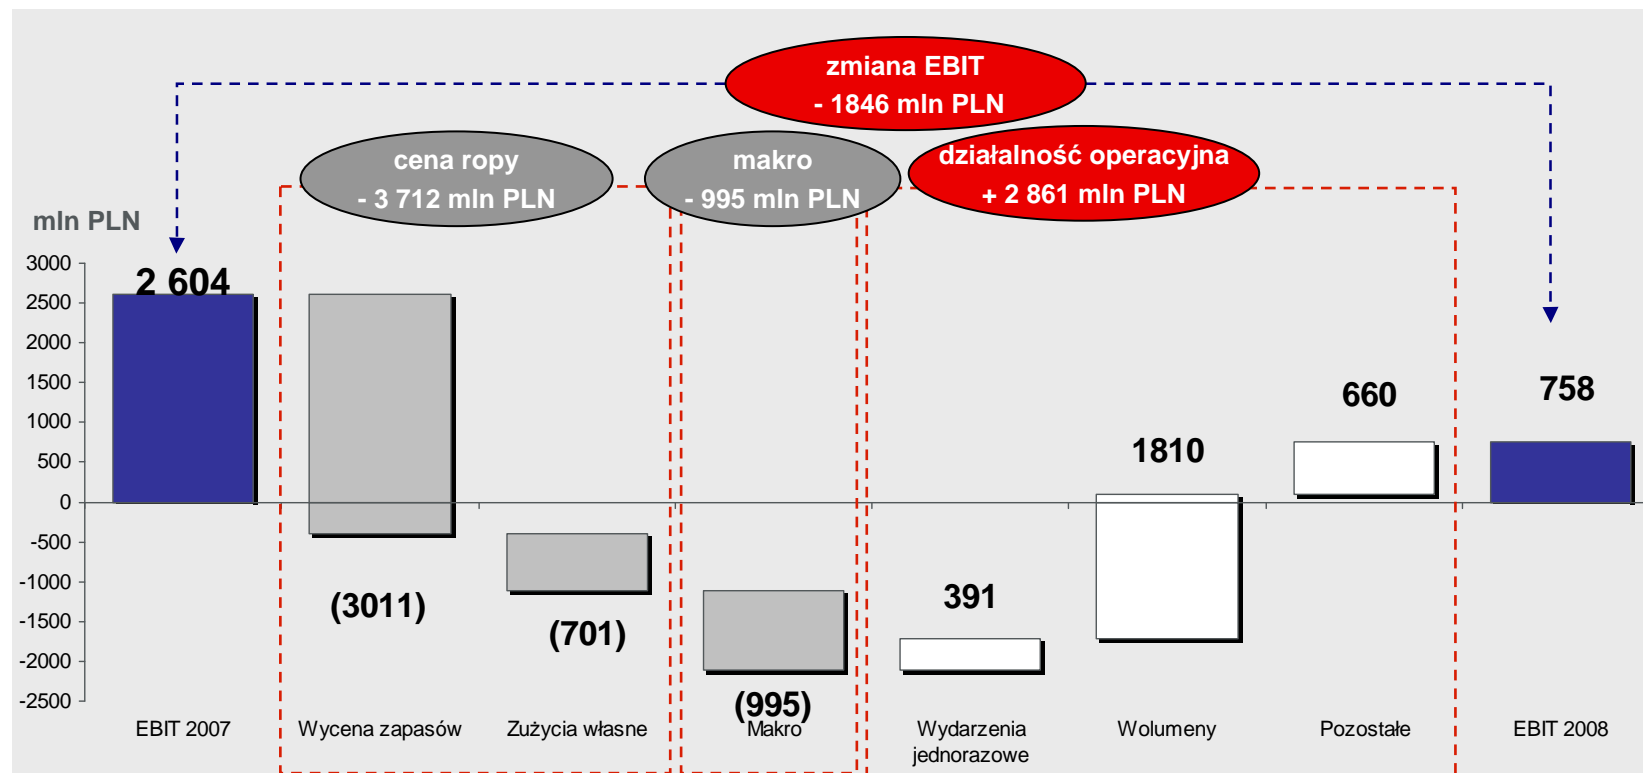 zmiana EBIT
- 1846 mln PLN
cena ropy
- 3 712 mln PLN
makro
- 995 mln PLN
działalność operacyjna
+ 2 861 mln PLN
mln PLN
3000
2500
2000
1500
1000
500
0
-500
-1000
-1500
-2000
-2500
2 604
(3011)
(701)
(995)
391
1810
660
758
EBIT 2007
Wycena zapasów
Zużycia własne
Makro
Wydarzenia
jednorazowe
Wolumeny
Pozostałe
EBIT 2008